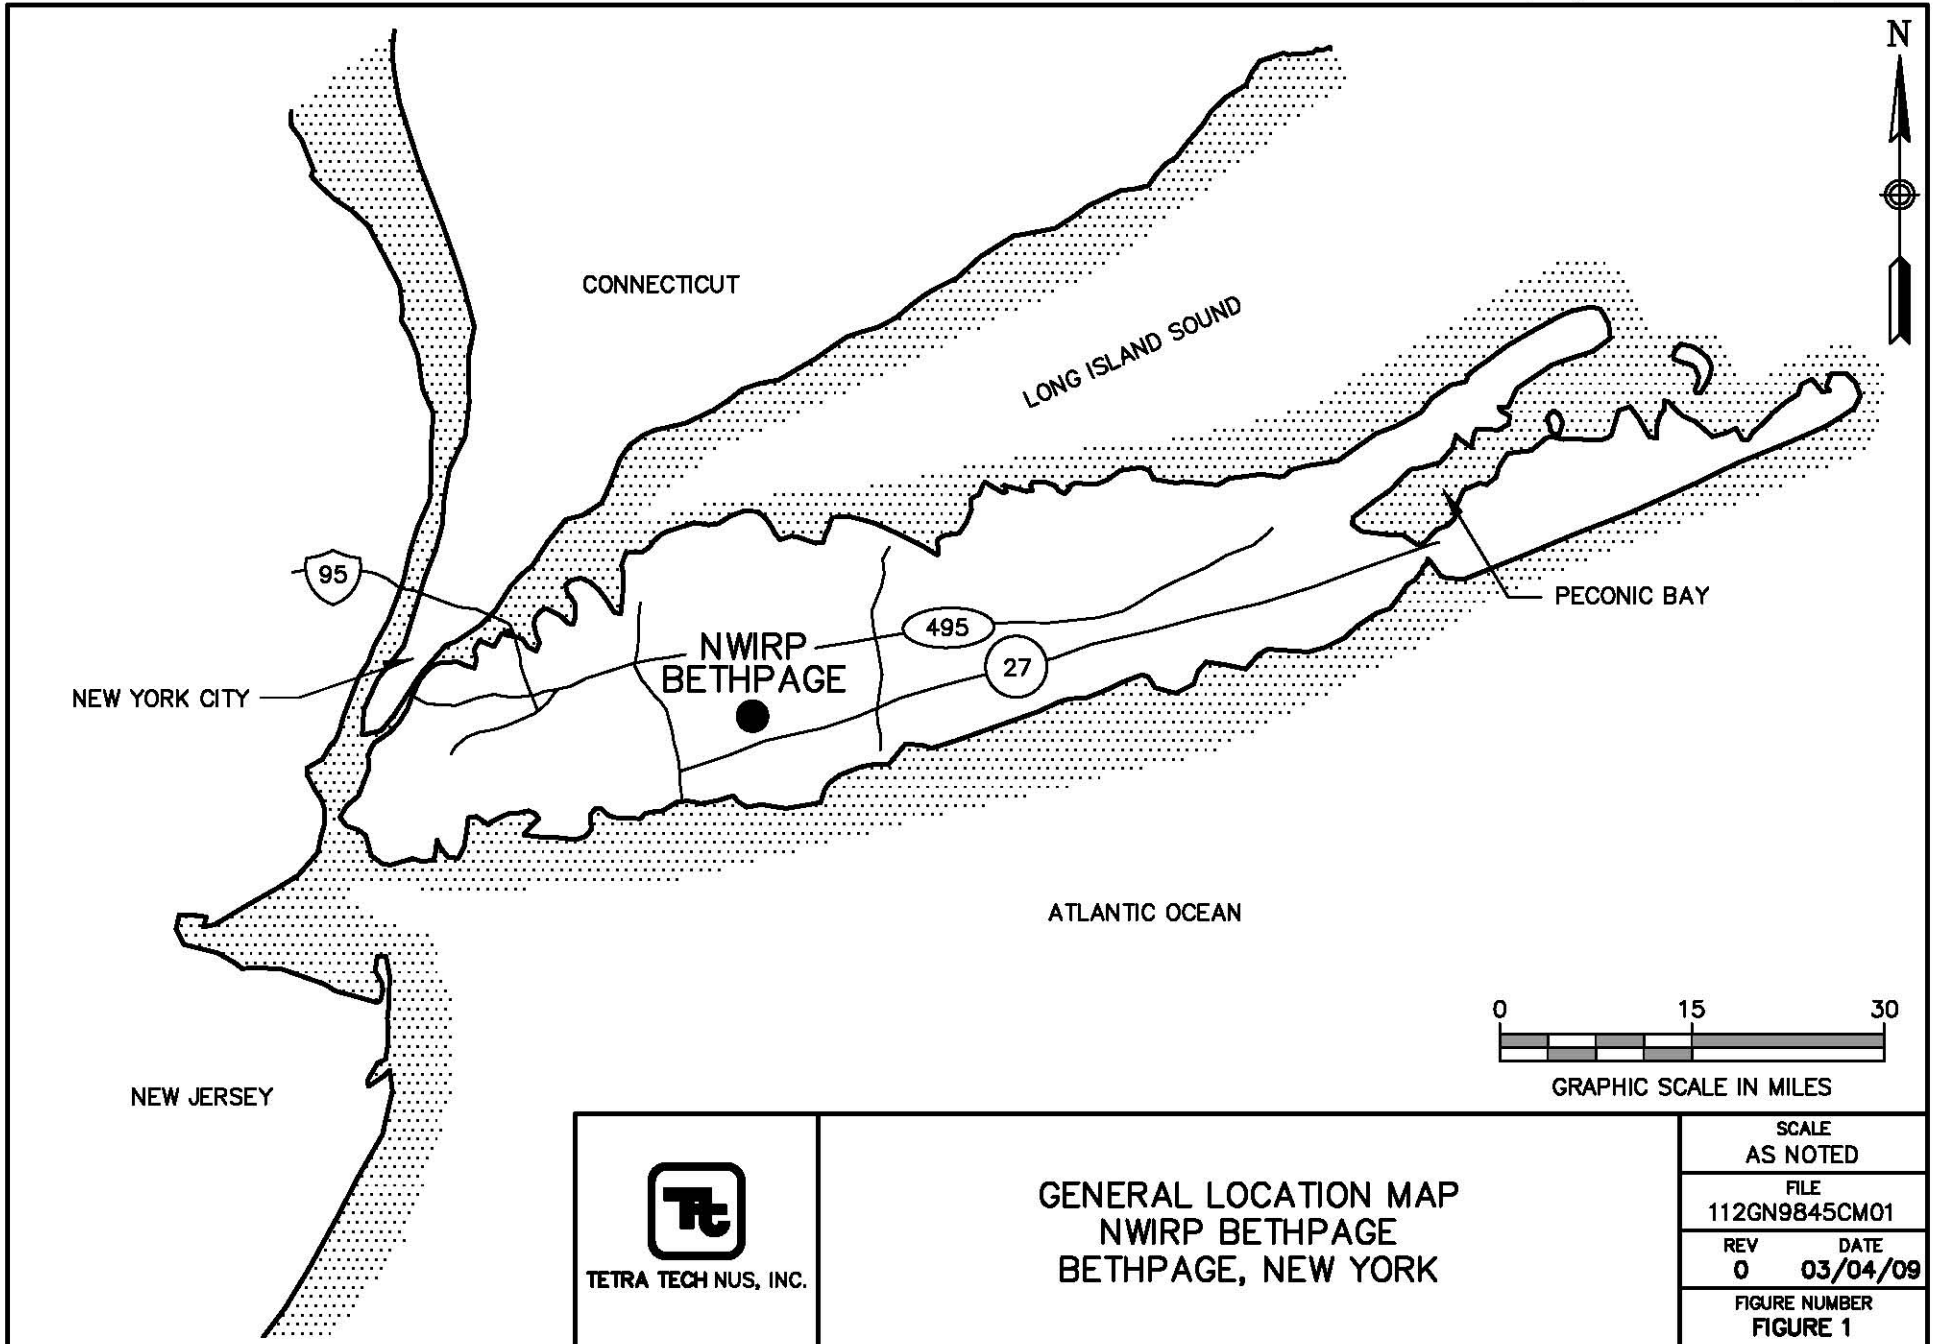 N
CONNECTICUT
LONG ISLAND SOUND
95
495
PECONIC BAY
27
NWIRP
BETHPAGE
NEW YORK CITY
ATLANTIC OCEAN
0 15 30
GRAPHIC SCALE IN MILES
NEW JERSEY
Tt
TETRA TECH NUS, INC.
GENERAL LOCATION MAP
NWIRP BETHPAGE
BETHPAGE, NEW YORK
SCALE
AS NOTED
FILE
112GN9845CM01
REV DATE
0 03/04/09
FIGURE NUMBER
FIGURE 1